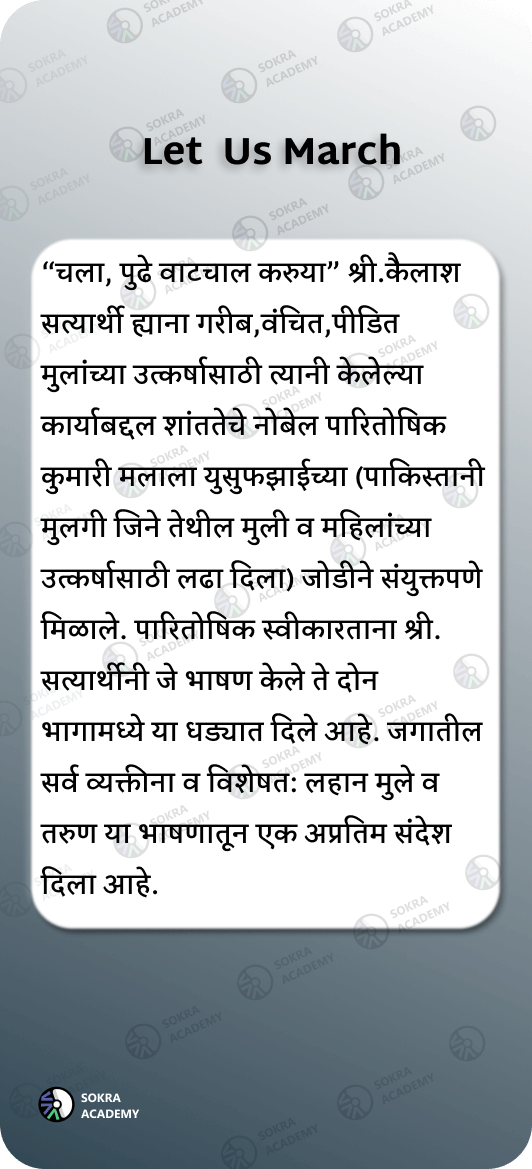 Let Us March
“चला, पुढे वाटचाल करुया” श्री.कैलाश
सत्यार्थी ह्याना गरीब,वंचित,पीडित
मुलांच्या उत्कर्षासाठी त्यानी केलेल्या
कार्याबद्दल शांततेचे नोबेल पारितोषिक
कुमारी मलाला युसुफझाईच्या (पाकिस्तानी
मुलगी जिने तेथील मुली व महिलांच्या
उत्कर्षासाठी लढा दिला) जोडीने संयुक्तपणे
मिळाले. पारितोषिक स्वीकारताना श्री.
सत्यार्थीनी जे भाषण केले ते दोन
भागामध्ये या धड्यात दिले आहे. जगातील
सर्व व्यक्तीना व विशेषत: लहान मुले व
तरुण या भाषणातून एक अप्रतिम संदेश
दिला आहे.
SOKRA
ACADEMY